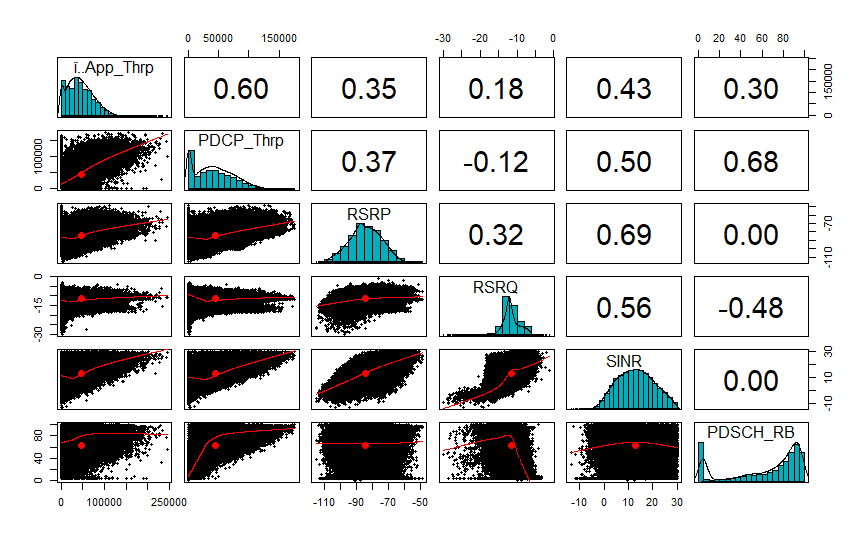 0 50000 150000
-30 -20 -10 0
0 20 40 60 80
ï..App_Thrp
0.60
0.35
0.18
0.43
0.30
0 150000
0 100000
PDCP_Thrp
0.37
-0.12
0.50
0.68
RSRP
0.32
0.69
0.00
-110 -70
-30 -15 0
RSRQ
0.56
-0.48
SINR
0.00
-10 10 30
0 40 80
PDSCH_RB
0 100000 250000
-110 -90 -70 -50
-10 0 10 20 30